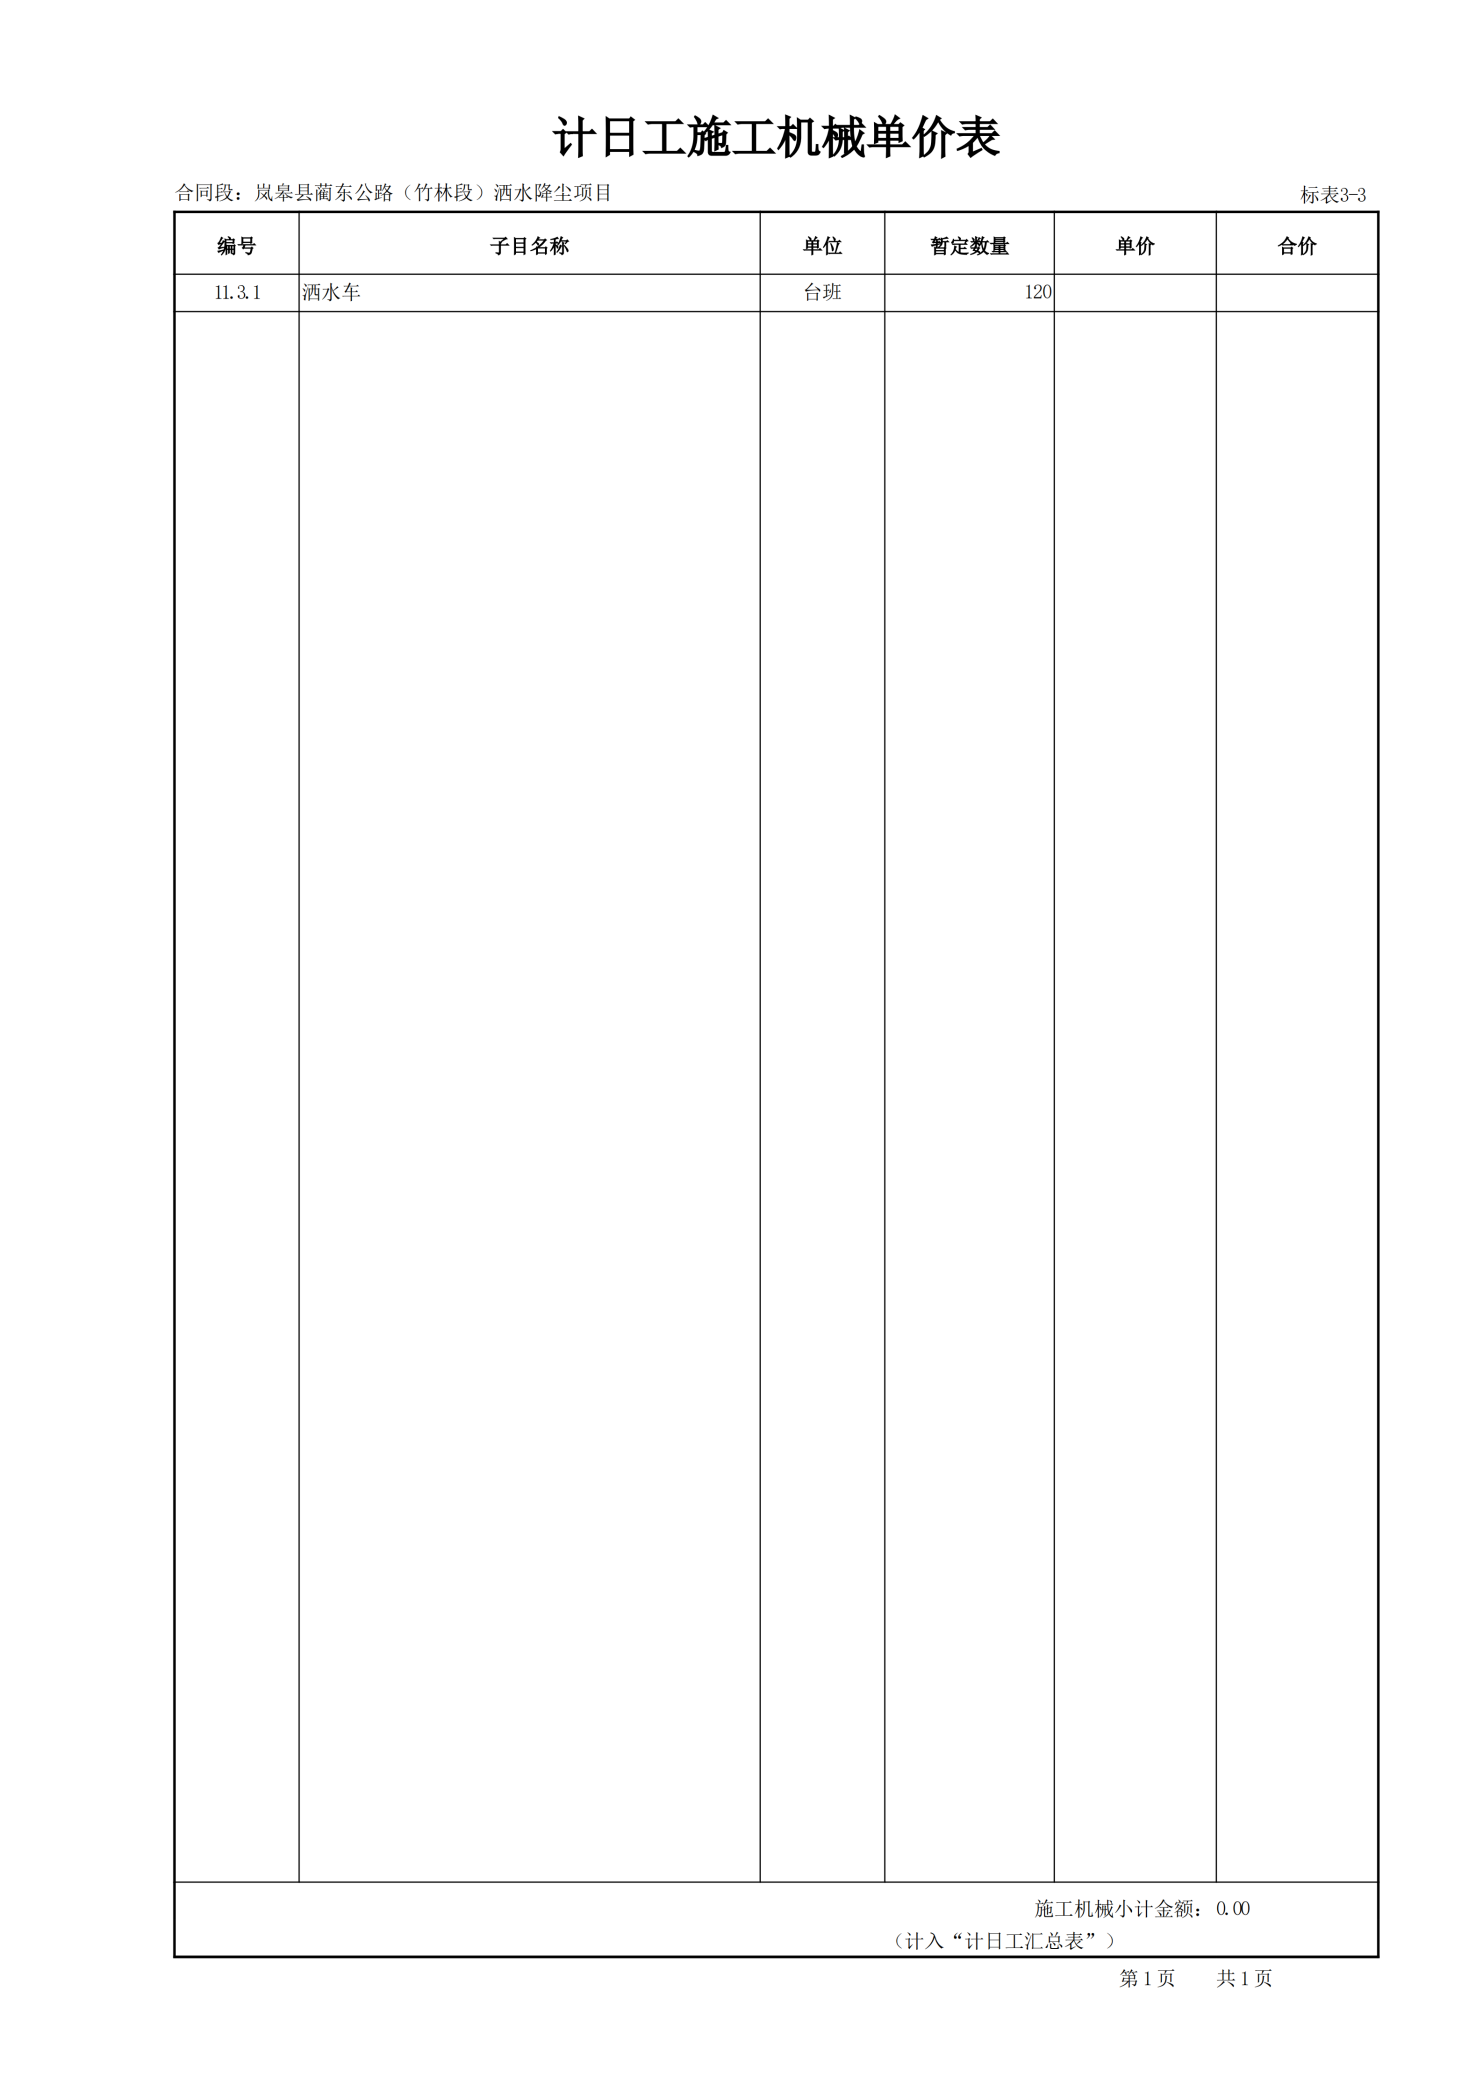 计日工施工机械单价表
合同段：岚皋县蔺东公路（竹林段）洒水降尘项目 标表3-3
编号 子目名称 单位 暂定数量 单价 合价
11.3.1 洒水车 台班 120
施工机械小计金额：0.00
（计入“计日工汇总表”）
第1页 共1页